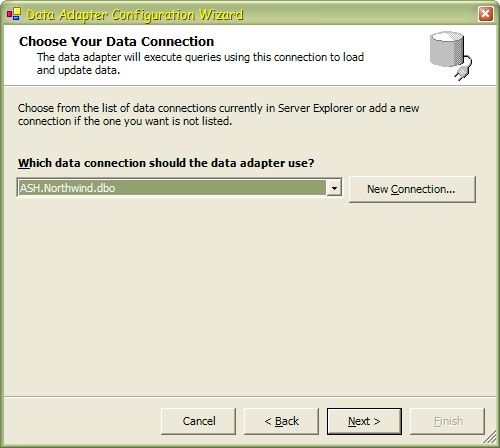 Data Adapter Configuration Wizard
Choose Your Data Connection
The data adapter will execute queries using this connection to load
and update data.
Choose from the list of data connections currently in Server Explorer or add a new
connection if the one you want is not listed.
Which data connection should the data adapter use?
ASH.Northwind.dbo
New Connection...
Cancel
< Back
Next >
Finish